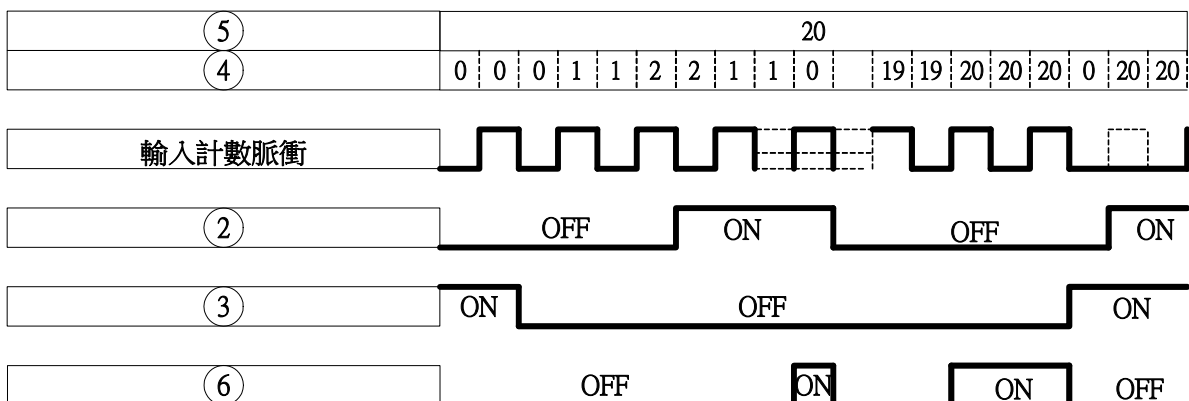 ⑤ 20
④ 0 0 0 1 1 2 2 1 1 0 19 19 20 20 20 0 20 20
輸入計數脈衝
② OFF ON OFF ON
③ ON OFF ON
⑥ OFF ON ON OFF